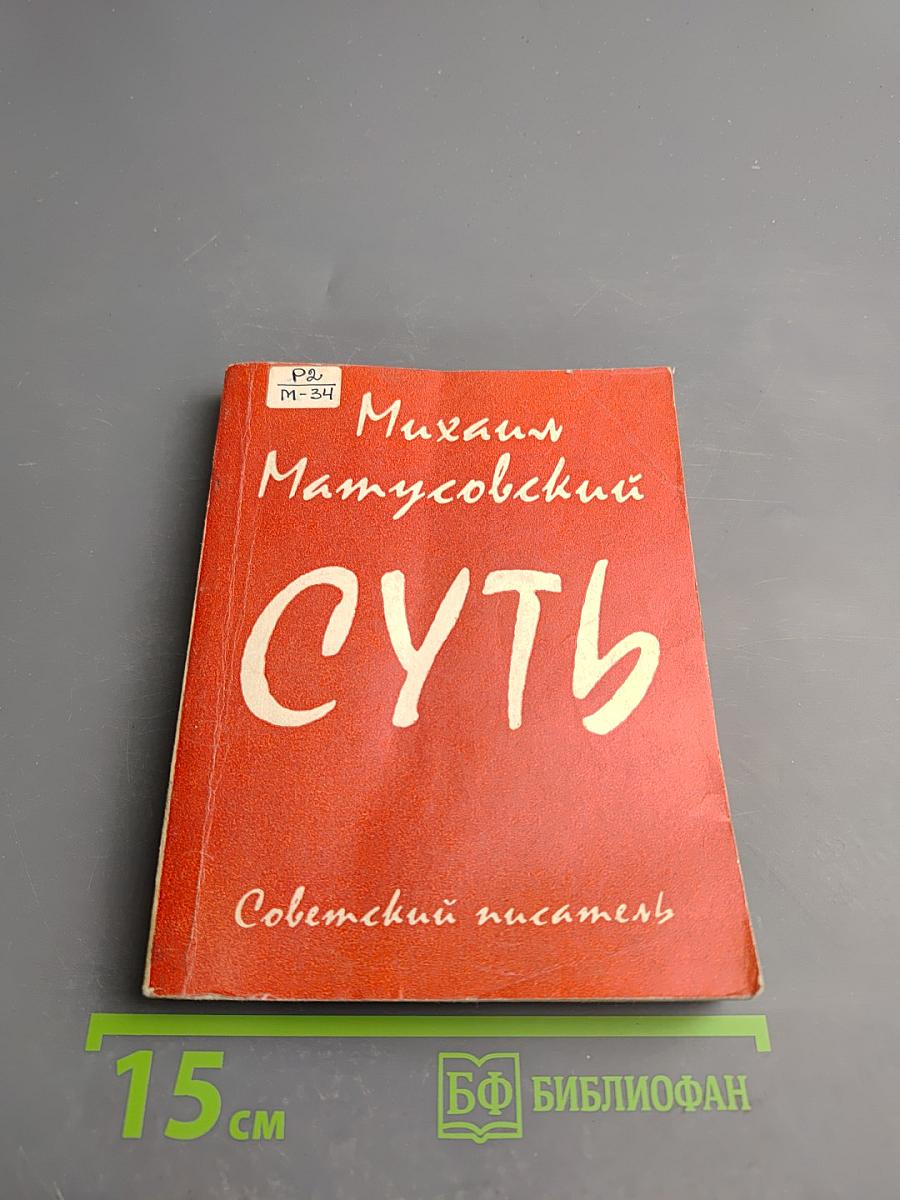 Р2
М-34
Михаил
Матусовский
СУТЬ
Советский писатель
15 см
БФ БИБЛИОФАН